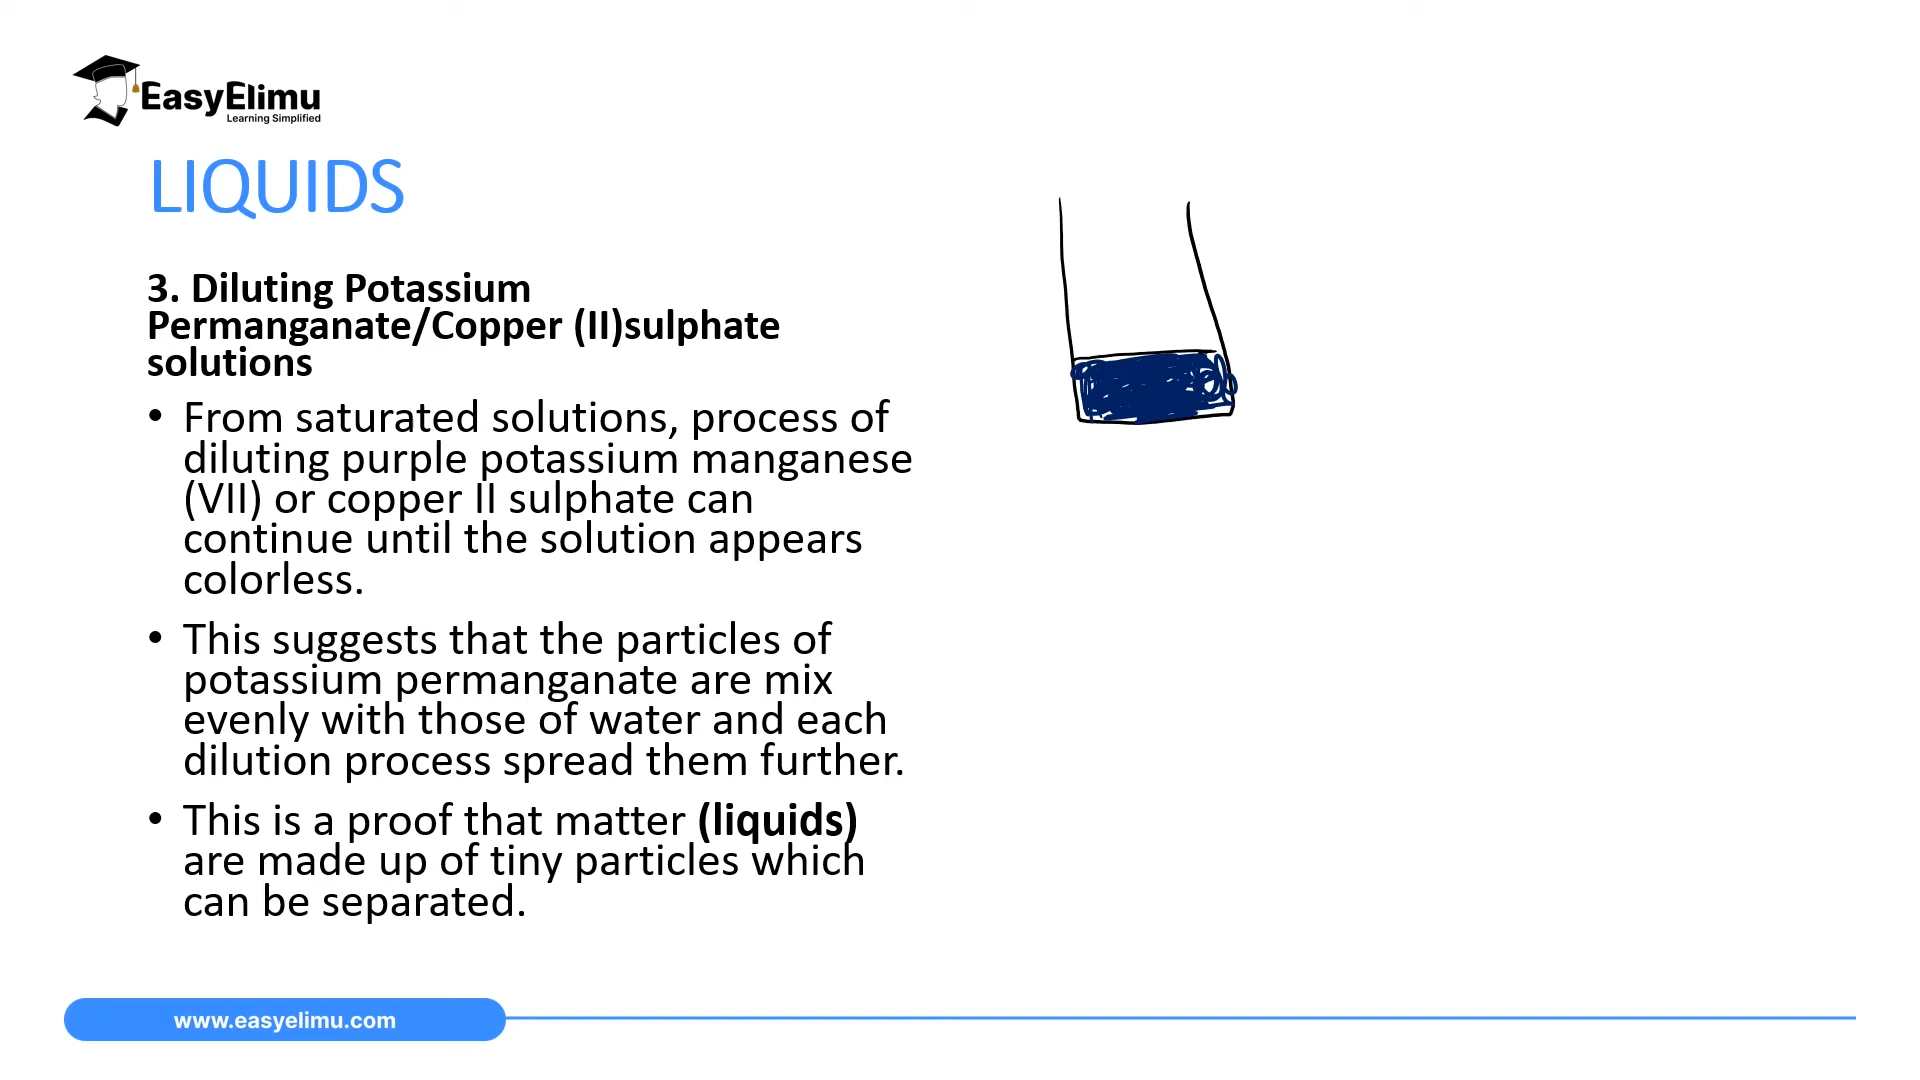 EasyElimu
Learning Simplified
LIQUIDS
3. Diluting Potassium
Permanganate/Copper (II)sulphate
solutions
• From saturated solutions, process of
diluting purple potassium manganese
(VII) or copper II sulphate can
continue until the solution appears
colorless.
• This suggests that the particles of
potassium permanganate are mix
evenly with those of water and each
dilution process spread them further.
• This is a proof that matter (liquids)
are made up of tiny particles which
can be separated.
www.easyelimu.com